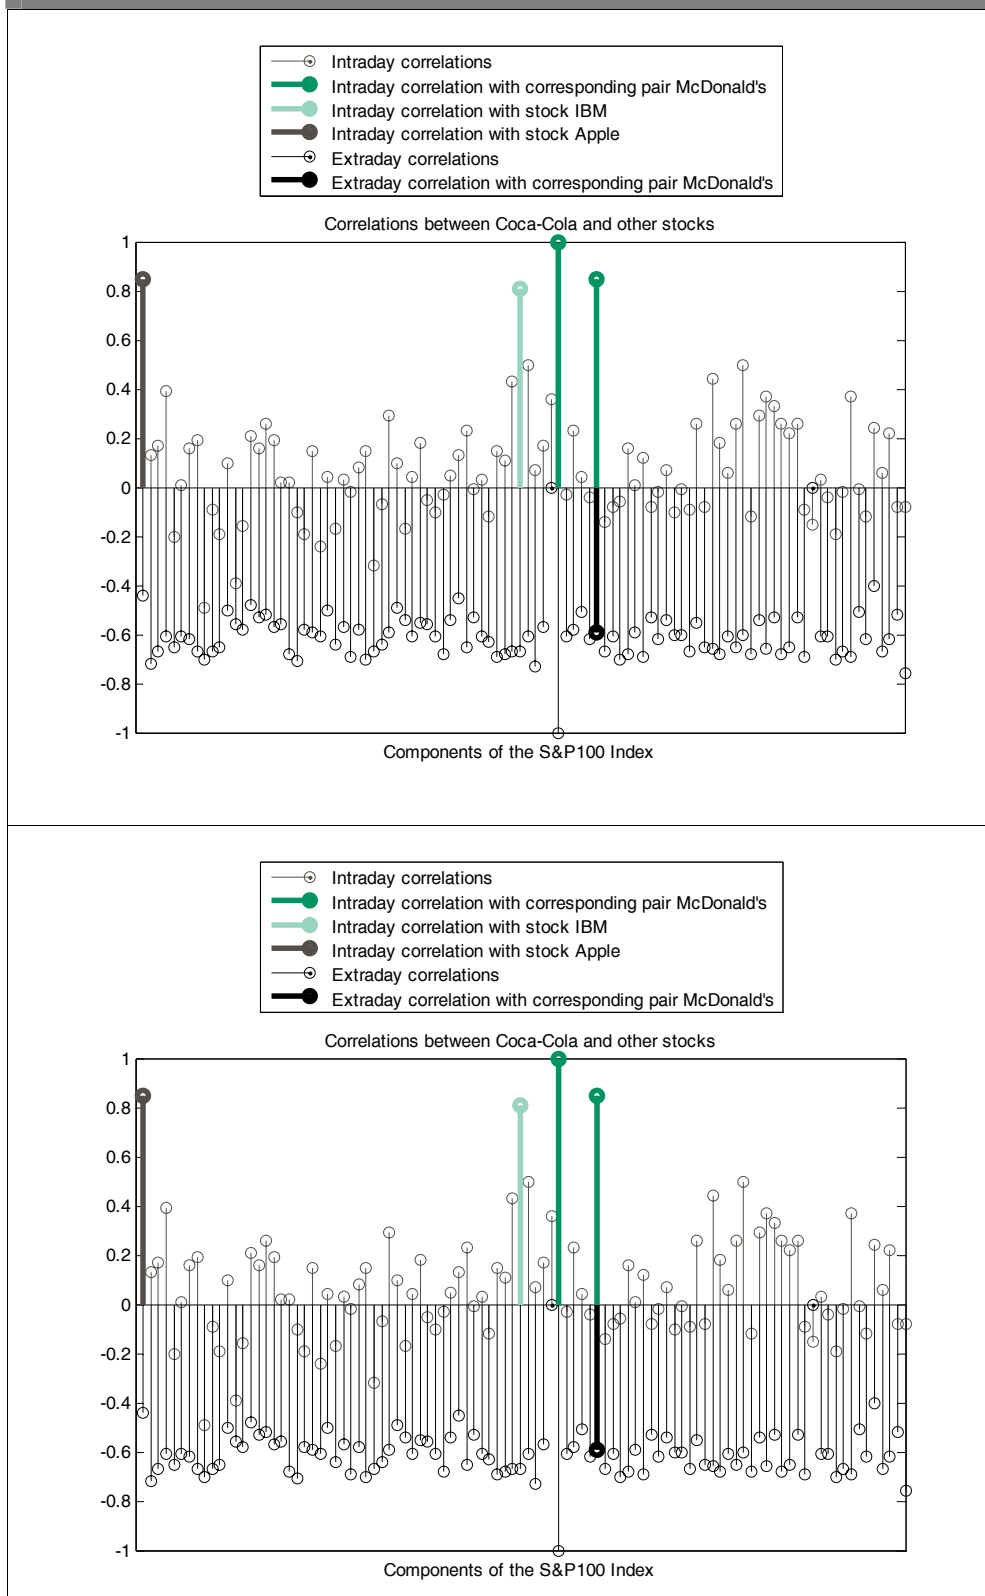 Intraday correlations
Intraday correlation with corresponding pair McDonald's
Intraday correlation with stock IBM
Intraday correlation with stock Apple
Extraday correlations
Extraday correlation with corresponding pair McDonald's
Correlations between Coca-Cola and other stocks
1
0.8
0.6
0.4
0.2
0
-0.2
-0.4
-0.6
-0.8
-1
Components of the S&P100 Index
Intraday correlations
Intraday correlation with corresponding pair McDonald's
Intraday correlation with stock IBM
Intraday correlation with stock Apple
Extraday correlations
Extraday correlation with corresponding pair McDonald's
Correlations between Coca-Cola and other stocks
1
0.8
0.6
0.4
0.2
0
-0.2
-0.4
-0.6
-0.8
-1
Components of the S&P100 Index